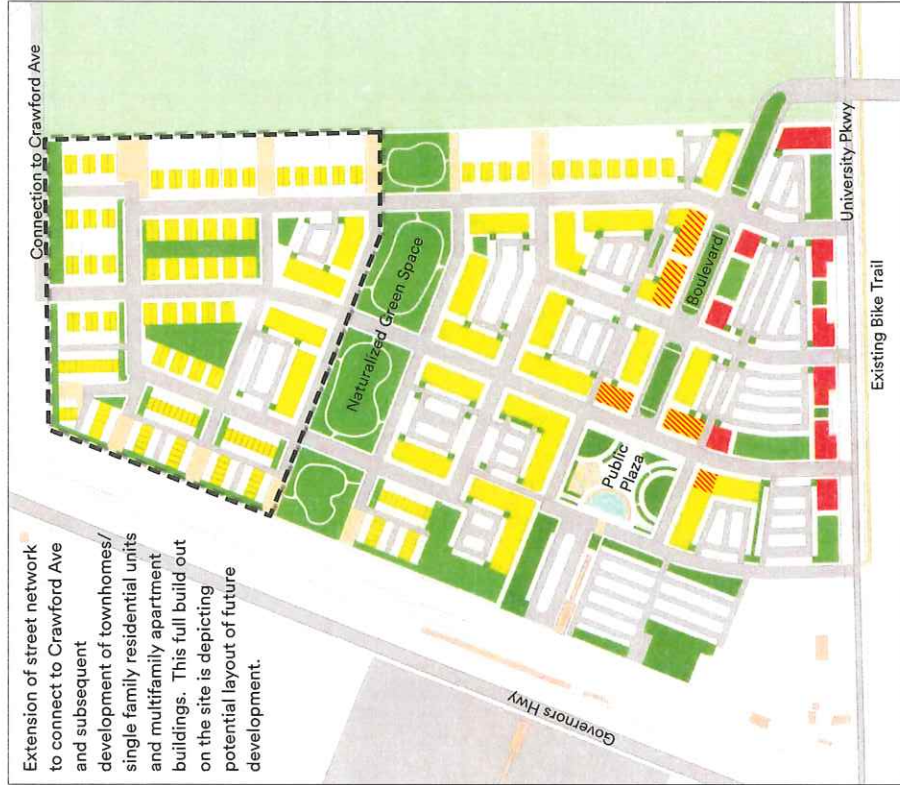 Extension of street network
to connect to Crawford Ave
and subsequent
development of townhomes/
single family residential units
and multifamily apartment
buildings. This full build out
on the site is depicting
potential layout of future
development.
Connection to Crawford Ave
Naturalized Green Space
Boulevard
Public
Plaza
University Pkwy
Existing Bike Trail
Governors Hwy